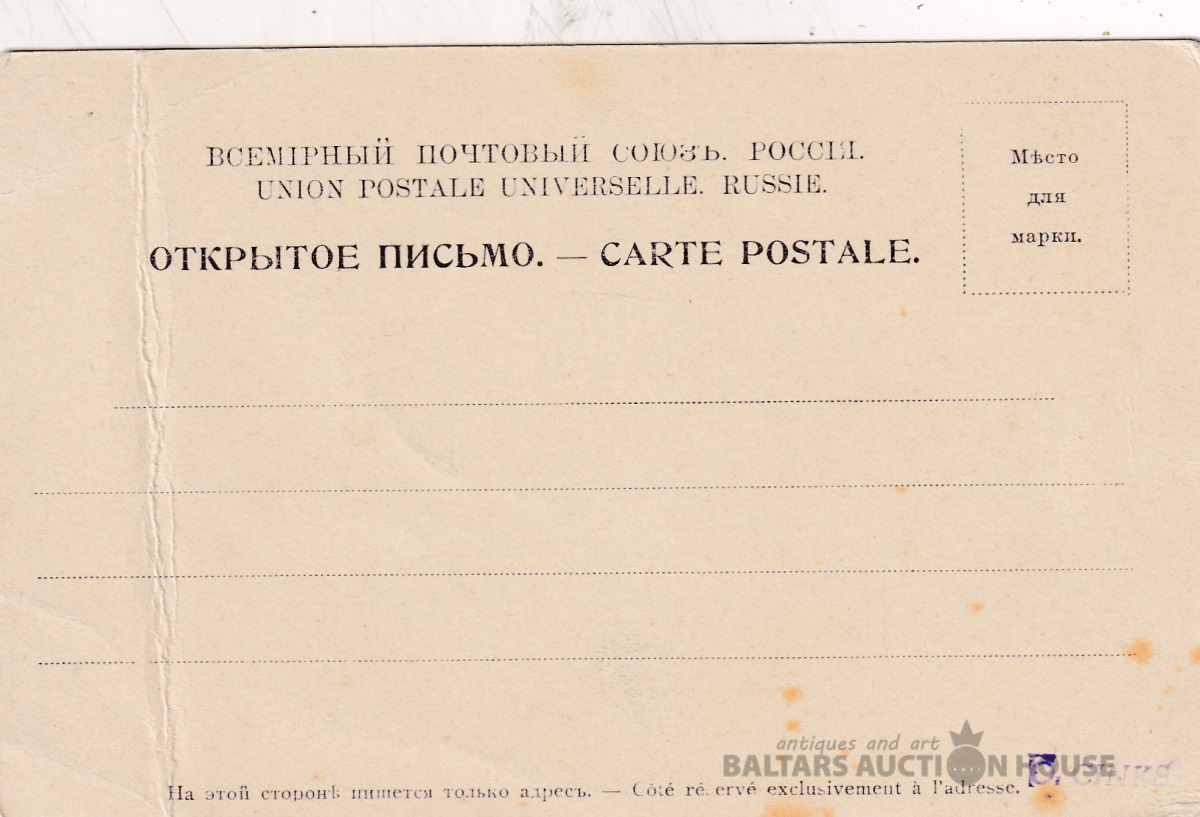 ВСЕМІРНЫЙ ПОЧТОВЫЙ СОЮЗЪ. РОССІЯ.
UNION POSTALE UNIVERSELLE. RUSSIE.
ОТКРЫТОЕ ПИСЬМО. — CARTE POSTALE.
Мѣсто
для
марки.
antiques and art
BALTARS AUCTION HOUSE
На этой сторонѣ пишется только адресъ. — Côté ré ervé exclusivement à l'adresse.